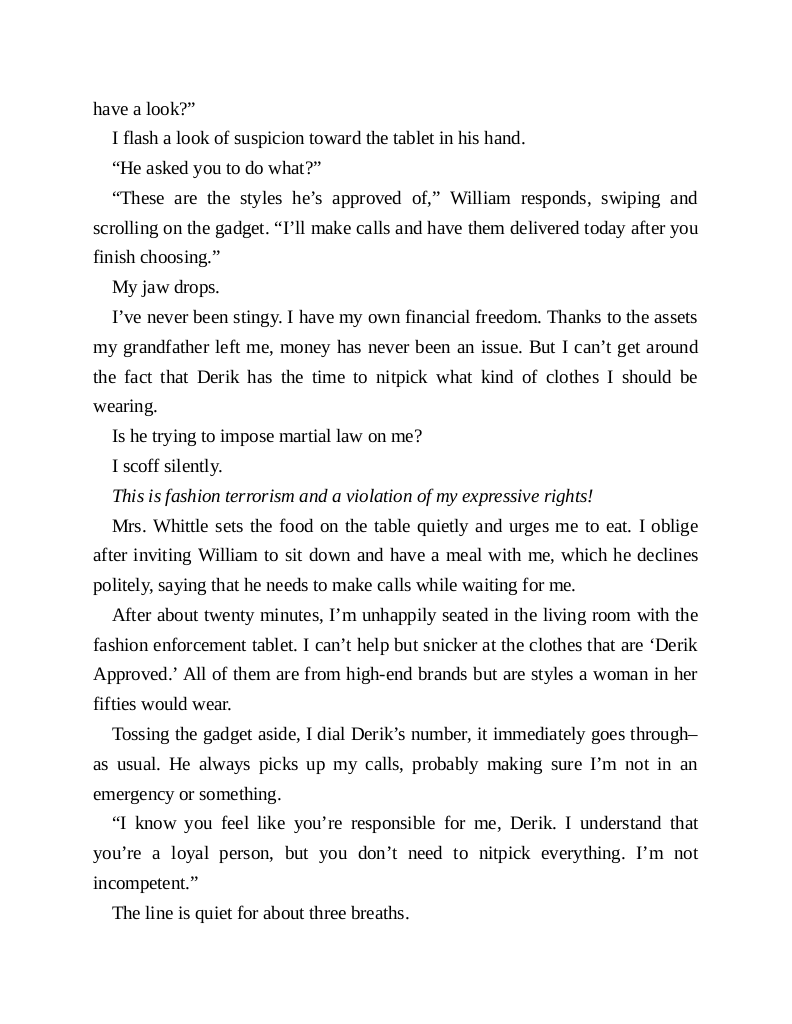 have a look?”
I flash a look of suspicion toward the tablet in his hand.
“He asked you to do what?”
“These are the styles he’s approved of,” William responds, swiping and
scrolling on the gadget. “I’ll make calls and have them delivered today after you
finish choosing.”
My jaw drops.
I’ve never been stingy. I have my own financial freedom. Thanks to the assets
my grandfather left me, money has never been an issue. But I can’t get around
the fact that Derik has the time to nitpick what kind of clothes I should be
wearing.
Is he trying to impose martial law on me?
I scoff silently.
This is fashion terrorism and a violation of my expressive rights!
Mrs. Whittle sets the food on the table quietly and urges me to eat. I oblige
after inviting William to sit down and have a meal with me, which he declines
politely, saying that he needs to make calls while waiting for me.
After about twenty minutes, I’m unhappily seated in the living room with the
fashion enforcement tablet. I can’t help but snicker at the clothes that are ‘Derik
Approved.’ All of them are from high-end brands but are styles a woman in her
fifties would wear.
Tossing the gadget aside, I dial Derik’s number, it immediately goes through–
as usual. He always picks up my calls, probably making sure I’m not in an
emergency or something.
“I know you feel like you’re responsible for me, Derik. I understand that
you’re a loyal person, but you don’t need to nitpick everything. I’m not
incompetent.”
The line is quiet for about three breaths.